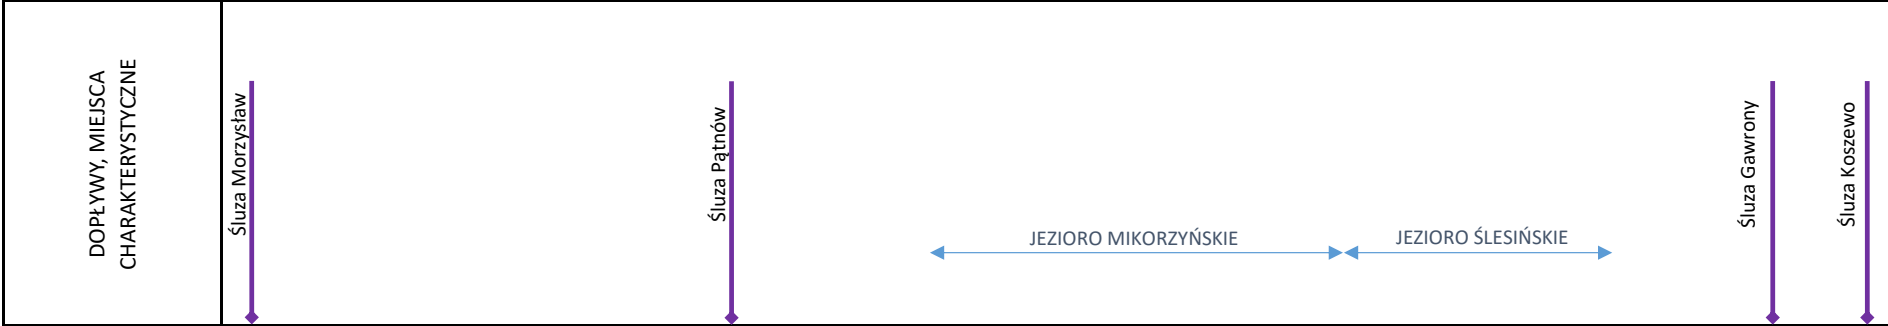 DOPŁYWY, MIEJSCA
CHARAKTERYSTYCZNE
Śluza Morzysław
Śluza Pątnów
JEZIORO MIKORZYŃSKIE
JEZIORO ŚLESIŃSKIE
Śluza Gawrony
Śluza Koszewo